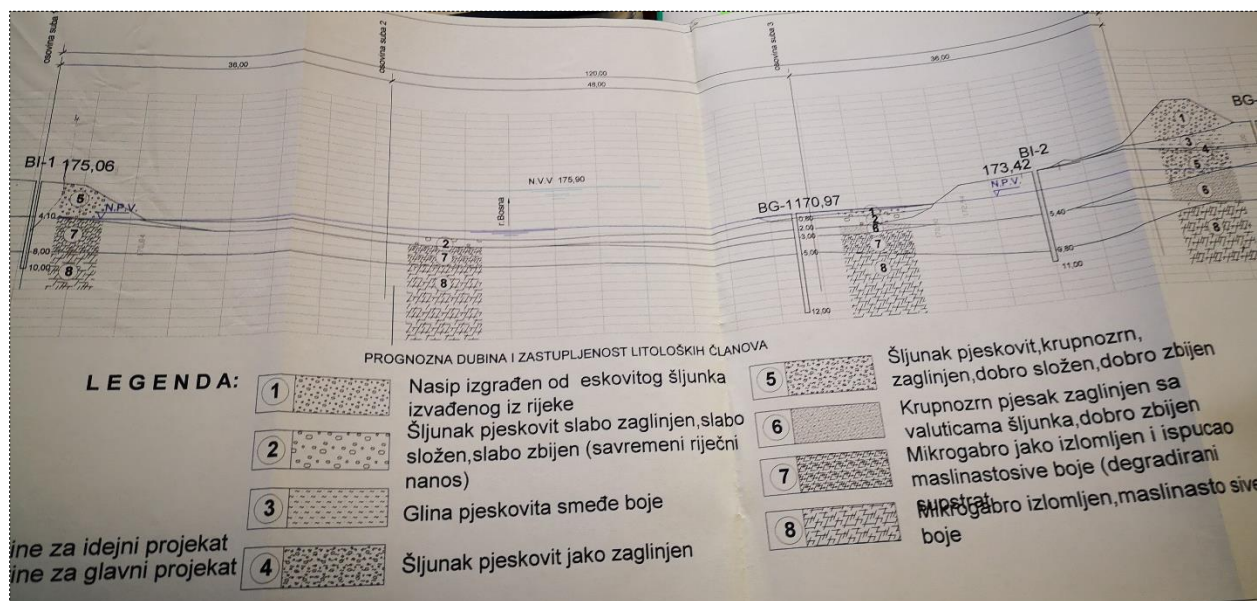 osovina stuba 2
osovina suba 3
36,00
120,00
48,00
36,00
BI-1 175,06
N.P.V.
4,10
8,00
10,00
5
7
8
N.V.V 175,90
r.Bosna
2
7
8
BG-1170,97
0,80
2,00
3,00
5,00
12,00
1
2
6
7
8
BI-2
173,42
N.P.V.
5,40
9,80
11,00
BG-
1
3
4
5
6
8
PROGNOZNA DUBINA I ZASTUPLJENOST LITOLOŠKIH ČLANOVA
LEGENDA:
1 Nasip izgrađen od eskovitog šljunka
izvađenog iz rijeke
2 Šljunak pjeskovit slabo zaglinjen,slabo
složen,slabo zbijen (savremeni riječni
nanos)
3 Glina pjeskovita smeđe boje
4 Šljunak pjeskovit jako zaglinjen
5 Šljunak pjeskovit,krupnozrn,
zaglinjen,dobro složen,dobro zbijen
6 Krupnozrn pjesak zaglinjen sa
valuticama šljunka,dobro zbijen
7 Mikrogabro jako izlomljen i ispucao
maslinastosive boje (degradirani
supstrat
8 Mikrogabro izlomljen,maslinasto sive
boje
ine za idejni projekat
ine za glavni projekat